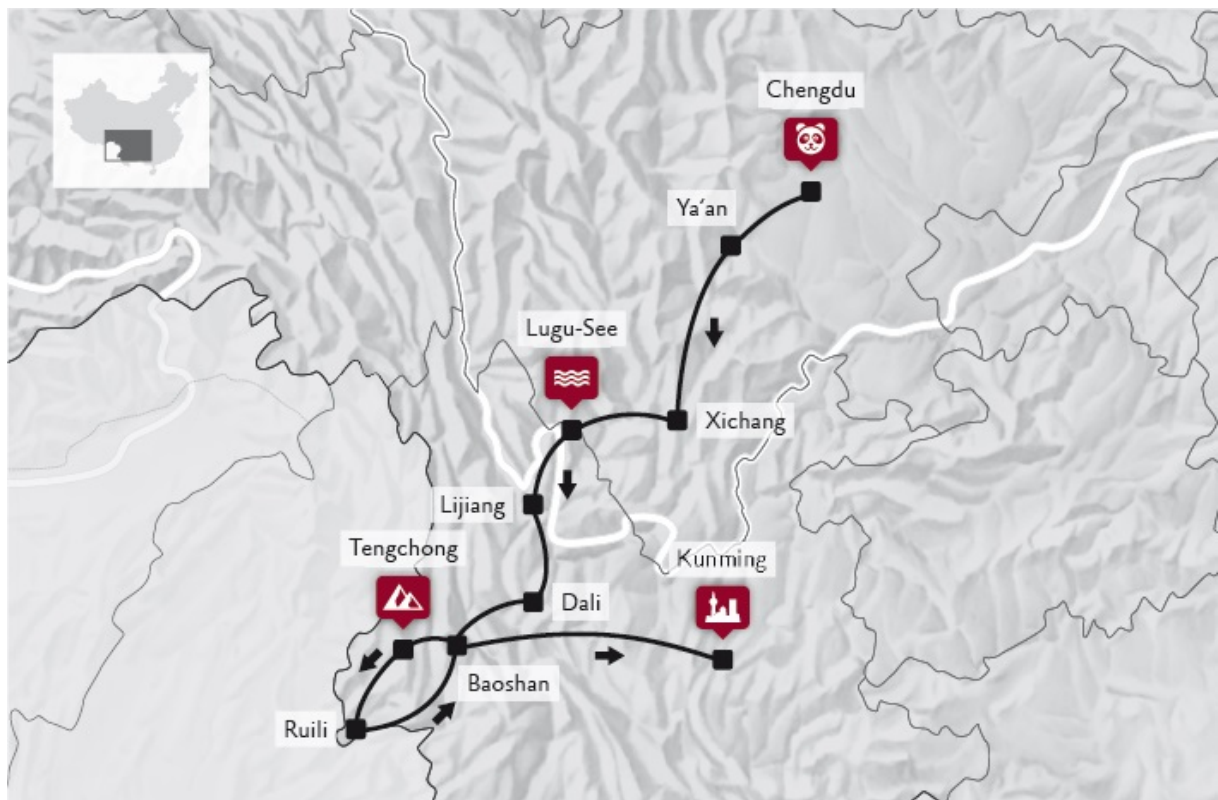 Chengdu
Ya'an
Lugu-See
Xichang
Lijiang
Tengchong
Kunming
Dali
Baoshan
Ruili